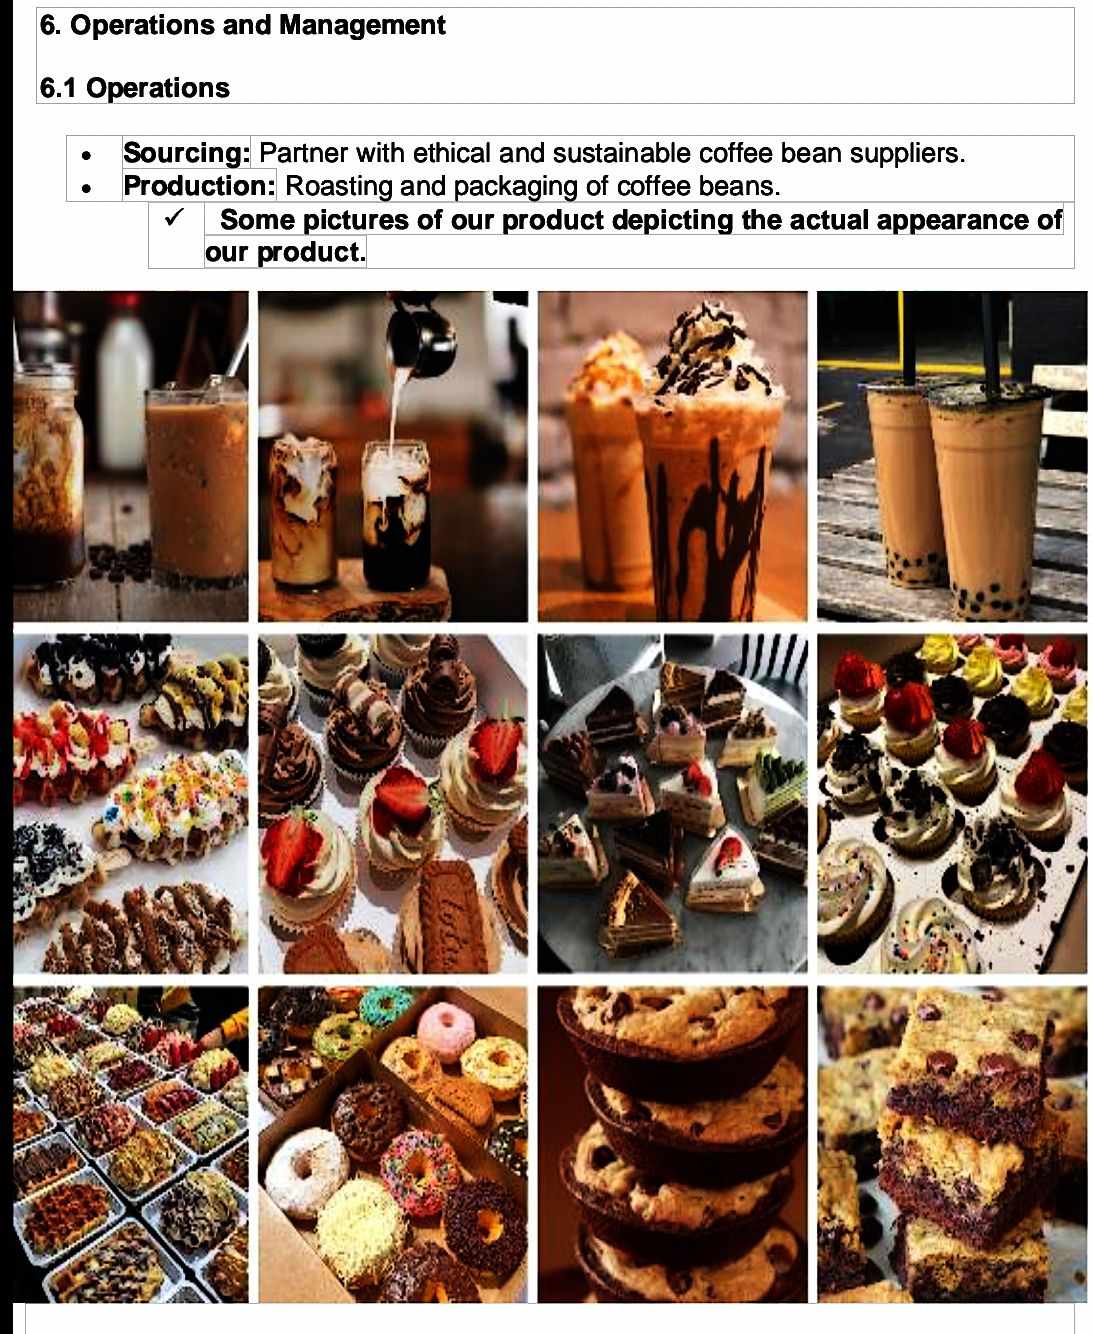 6. Operations and Management
6.1 Operations
• Sourcing: Partner with ethical and sustainable coffee bean suppliers.
• Production: Roasting and packaging of coffee beans.
✓ Some pictures of our product depicting the actual appearance of
our product.
Lotus